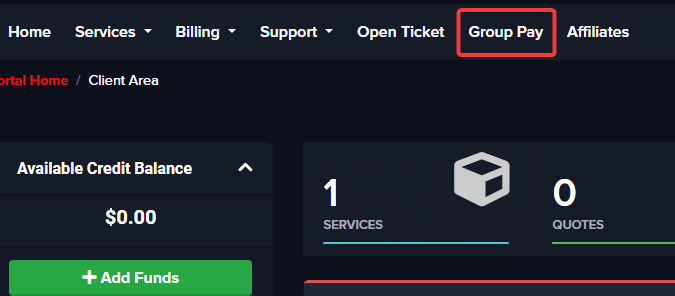 Home Services Billing Support Open Ticket Group Pay Affiliates
ortal Home / Client Area
Available Credit Balance
$0.00
+ Add Funds
1
SERVICES
0
QUOTES